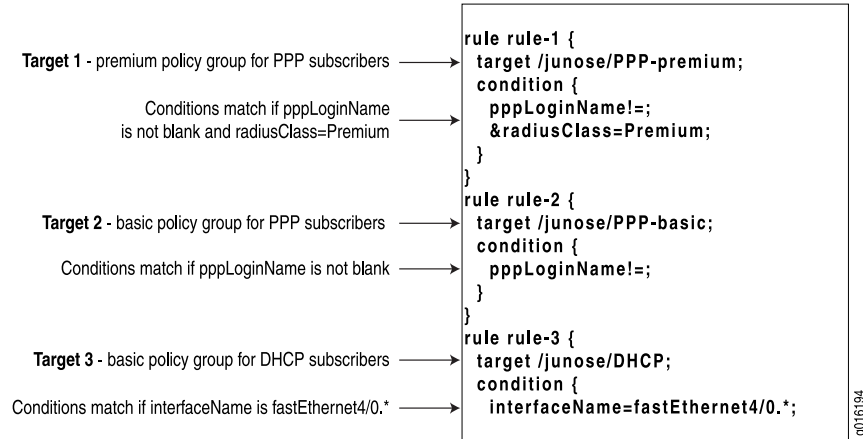 rule rule-1 {
Target 1 - premium policy group for PPP subscribers
target /junose/PPP-premium;
condition {
Conditions match if pppLoginName
is not blank and radiusClass=Premium
pppLoginName!=;
&radiusClass=Premium;
}
}
rule rule-2 {
Target 2 - basic policy group for PPP subscribers
target /junose/PPP-basic;
condition {
Conditions match if pppLoginName is not blank
pppLoginName!=;
}
}
rule rule-3 {
Target 3 - basic policy group for DHCP subscribers
target /junose/DHCP;
condition {
Conditions match if interfaceName is fastEthernet4/0.*
interfaceName=fastEthernet4/0.*;
g016194